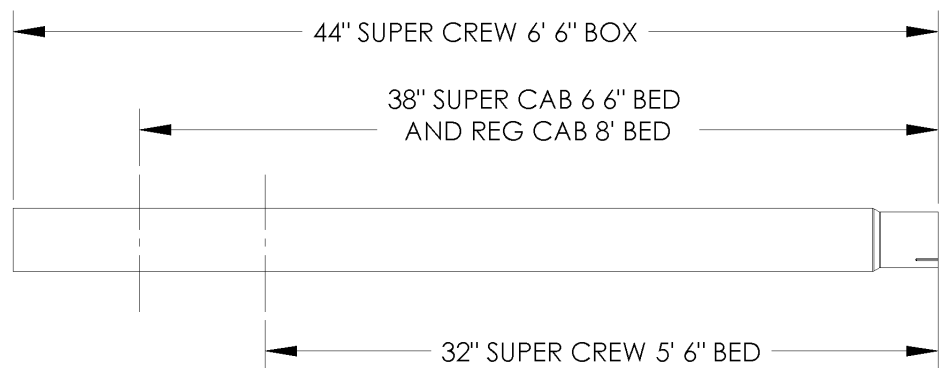 44" SUPER CREW 6' 6" BOX
38" SUPER CAB 6 6" BED
AND REG CAB 8' BED
32" SUPER CREW 5' 6" BED